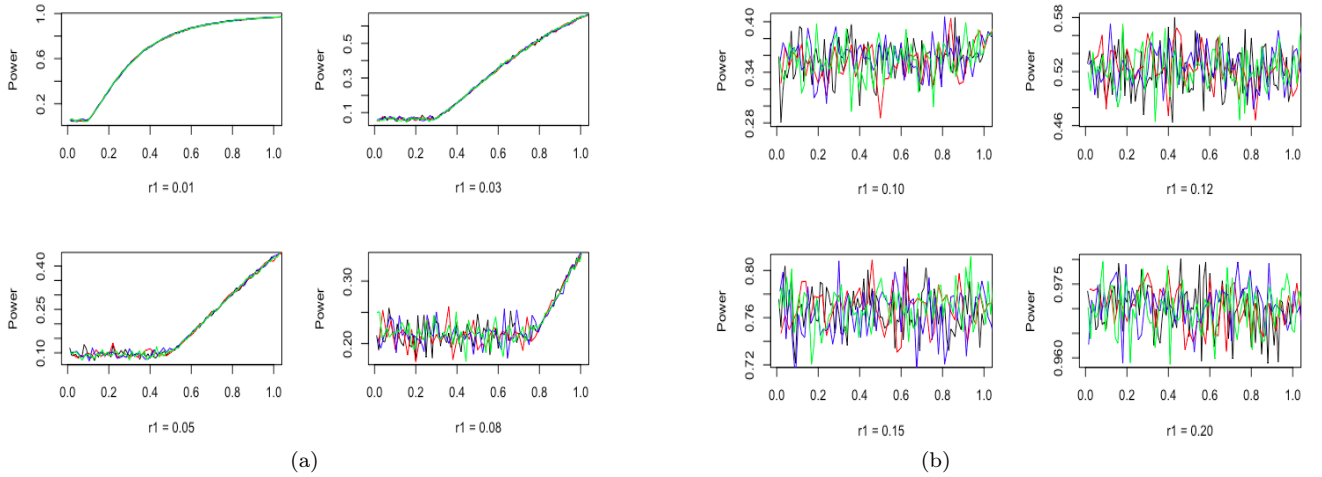 Power
0.2 0.6 1.0
0.0 0.2 0.4 0.6 0.8 1.0
r1 = 0.01
Power
0.1 0.3 0.5
0.0 0.2 0.4 0.6 0.8 1.0
r1 = 0.03
Power
0.10 0.25 0.40
0.0 0.2 0.4 0.6 0.8 1.0
r1 = 0.05
Power
0.20 0.30
0.0 0.2 0.4 0.6 0.8 1.0
r1 = 0.08
(a)
Power
0.28 0.34 0.40
0.0 0.2 0.4 0.6 0.8 1.0
r1 = 0.10
Power
0.46 0.52 0.58
0.0 0.2 0.4 0.6 0.8 1.0
r1 = 0.12
Power
0.72 0.76 0.80
0.0 0.2 0.4 0.6 0.8 1.0
r1 = 0.15
Power
0.960 0.975
0.0 0.2 0.4 0.6 0.8 1.0
r1 = 0.20
(b)